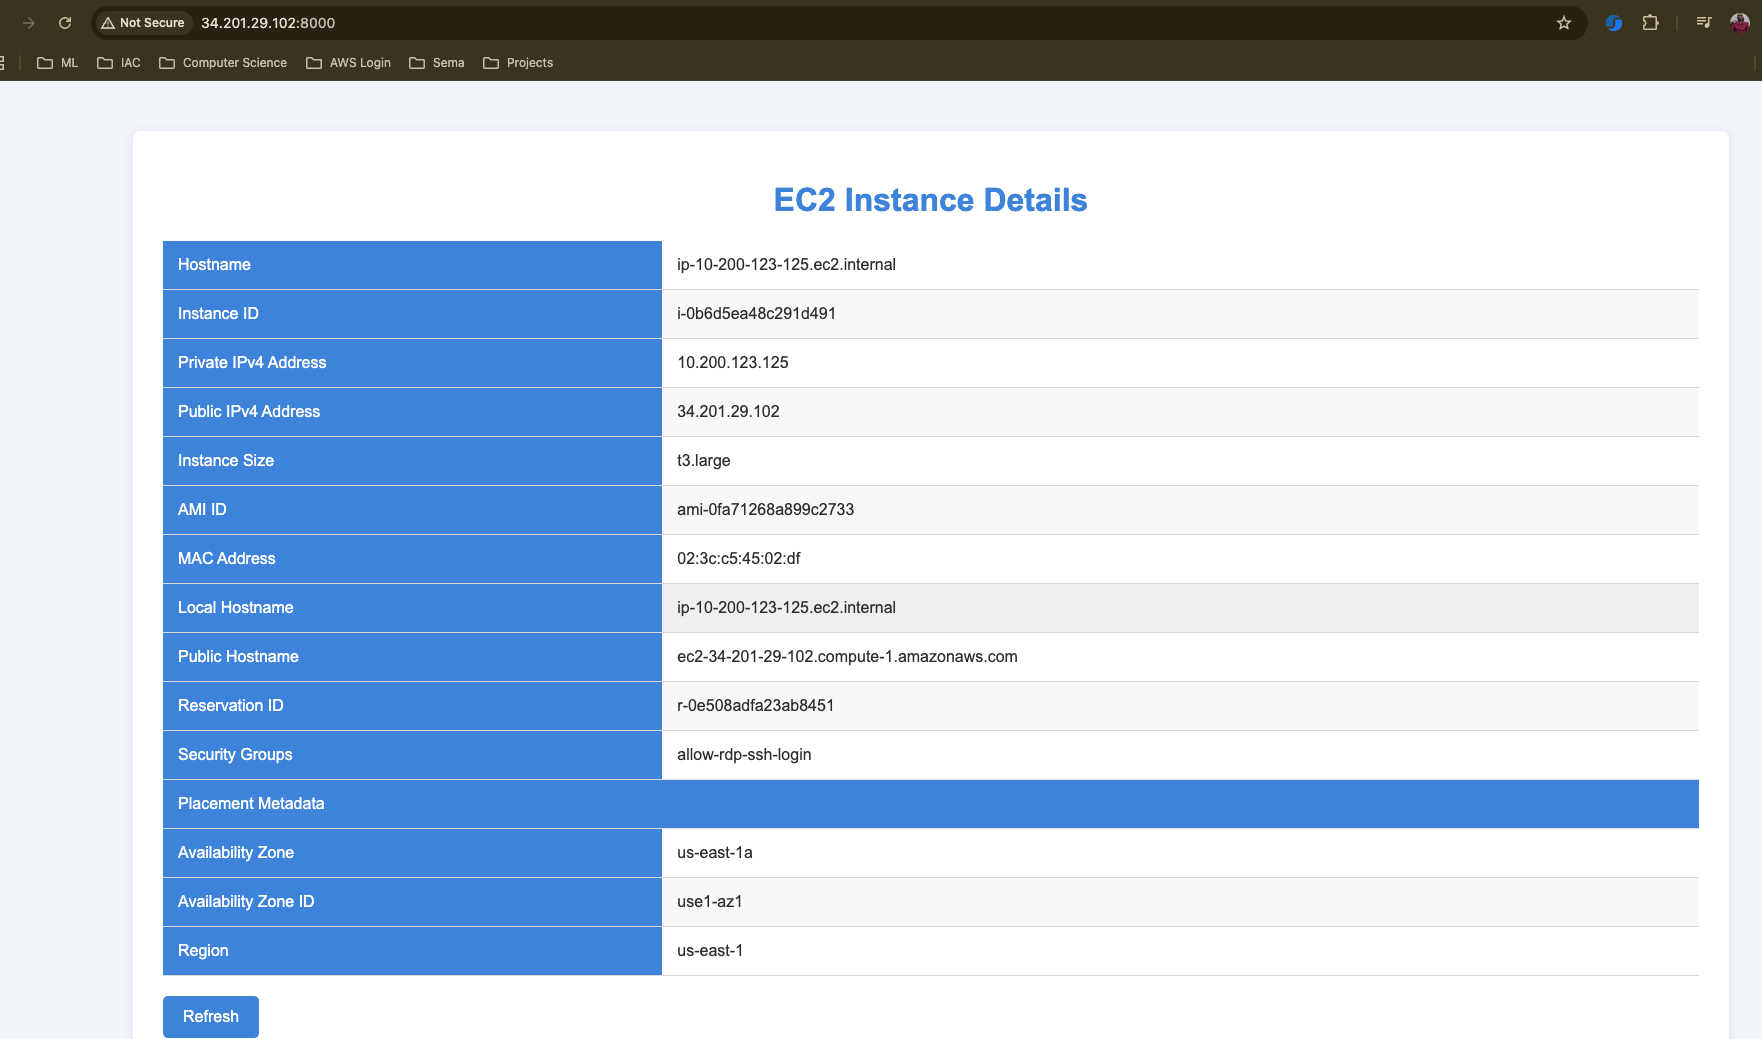 Not Secure 34.201.29.102:8000
ML IAC Computer Science AWS Login Sema Projects
EC2 Instance Details
Hostname ip-10-200-123-125.ec2.internal
Instance ID i-0b6d5ea48c291d491
Private IPv4 Address 10.200.123.125
Public IPv4 Address 34.201.29.102
Instance Size t3.large
AMI ID ami-0fa71268a899c2733
MAC Address 02:3c:c5:45:02:df
Local Hostname ip-10-200-123-125.ec2.internal
Public Hostname ec2-34-201-29-102.compute-1.amazonaws.com
Reservation ID r-0e508adfa23ab8451
Security Groups allow-rdp-ssh-login
Placement Metadata
Availability Zone us-east-1a
Availability Zone ID use1-az1
Region us-east-1
Refresh